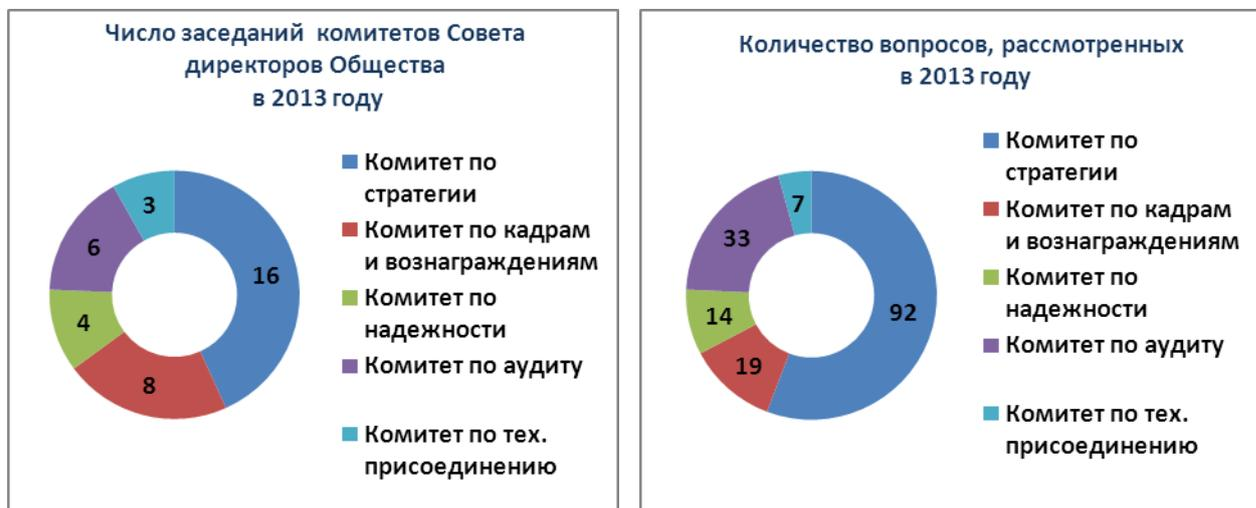 Число заседаний комитетов Совета
директоров Общества
в 2013 году
3
16
6
4
8
Комитет по
стратегии
Комитет по кадрам
и вознаграждениям
Комитет по
надежности
Комитет по аудиту
Комитет по тех.
присоединению
Количество вопросов, рассмотренных
в 2013 году
7
33
92
14
19
Комитет по
стратегии
Комитет по кадрам
и вознаграждениям
Комитет по
надежности
Комитет по аудиту
Комитет по тех.
присоединению